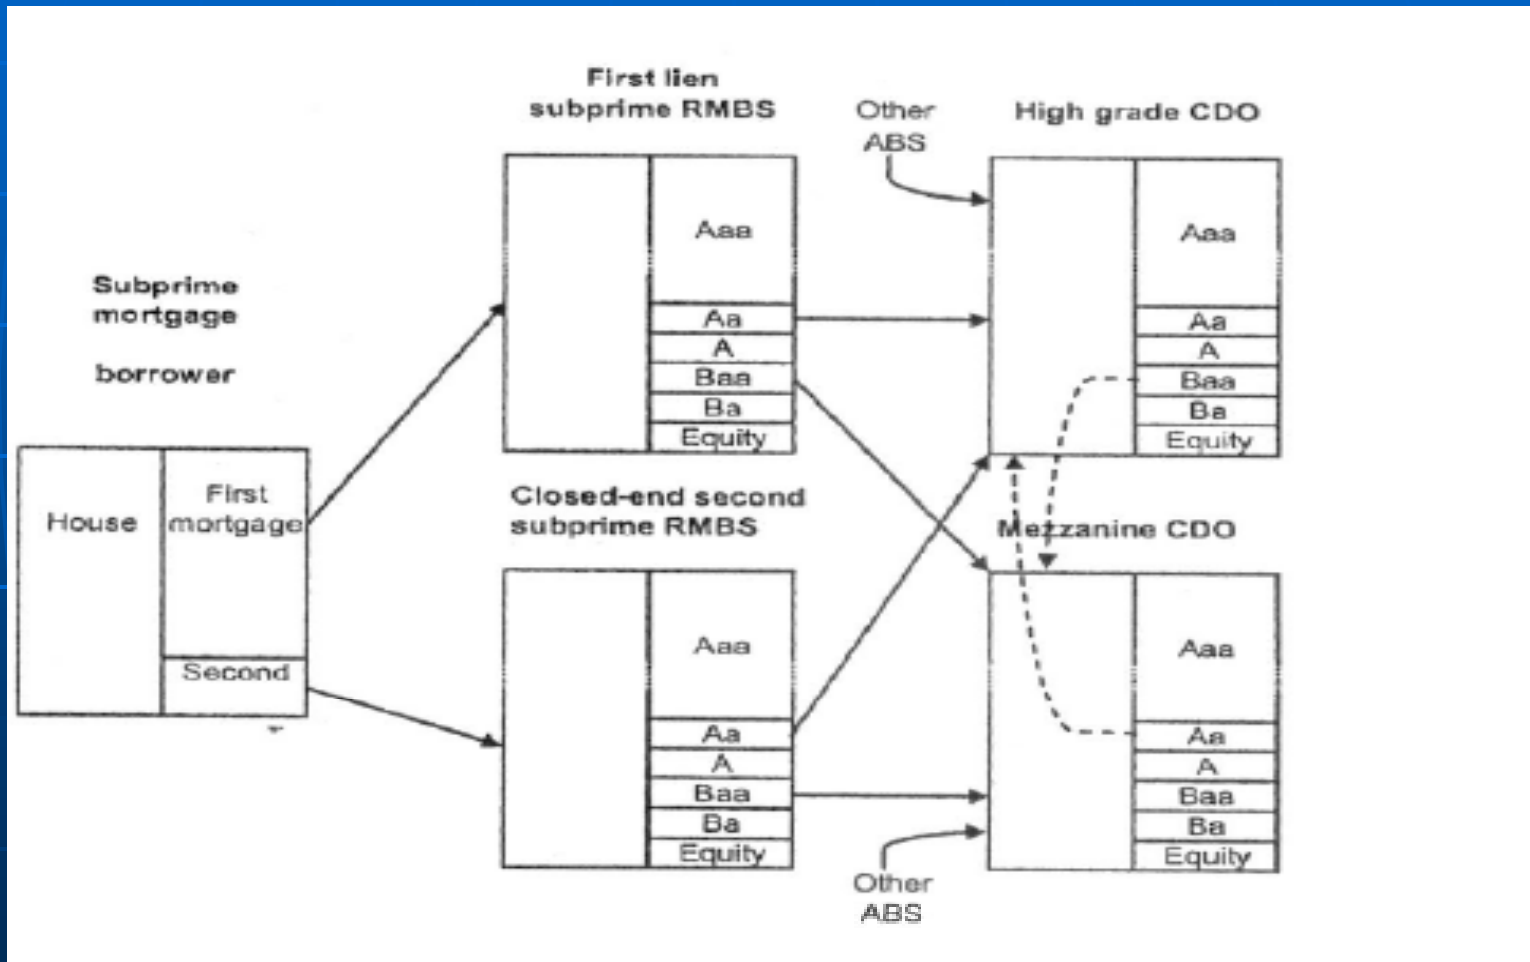 Subprime
mortgage
borrower
House
First
mortgage
Second
First lien
subprime RMBS
Aaa
Aa
A
Baa
Ba
Equity
Closed-end second
subprime RMBS
Aaa
Aa
A
Baa
Ba
Equity
Other
ABS
High grade CDO
Aaa
Aa
A
Baa
Ba
Equity
Mezzanine CDO
Aaa
Aa
A
Baa
Ba
Equity
Other
ABS